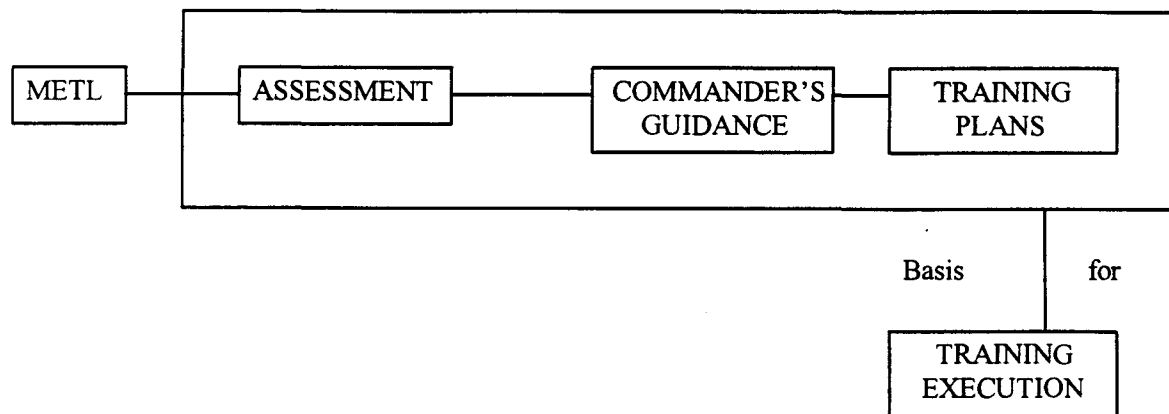 METL
ASSESSMENT
COMMANDER'S
GUIDANCE
TRAINING
PLANS
Basis for
TRAINING
EXECUTION